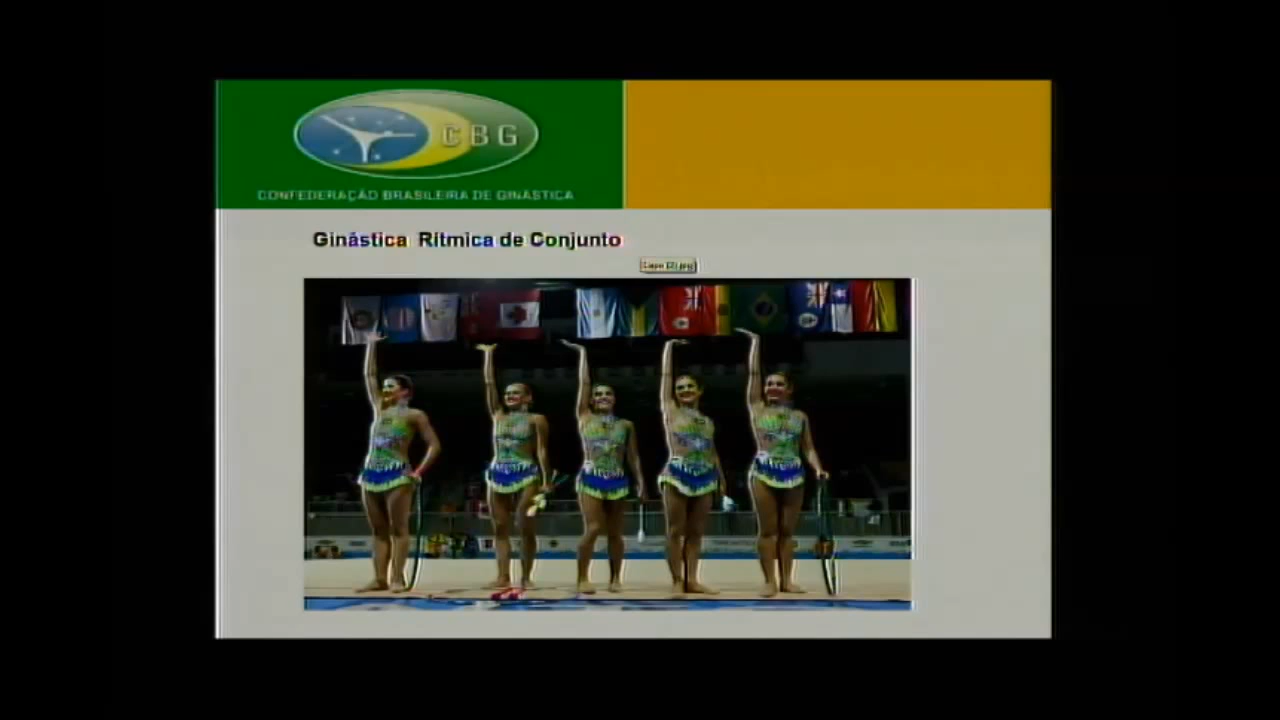 CBG
CONFEDERAÇÃO BRASILEIRA DE GINÁSTICA
Ginástica Rítmica de Conjunto